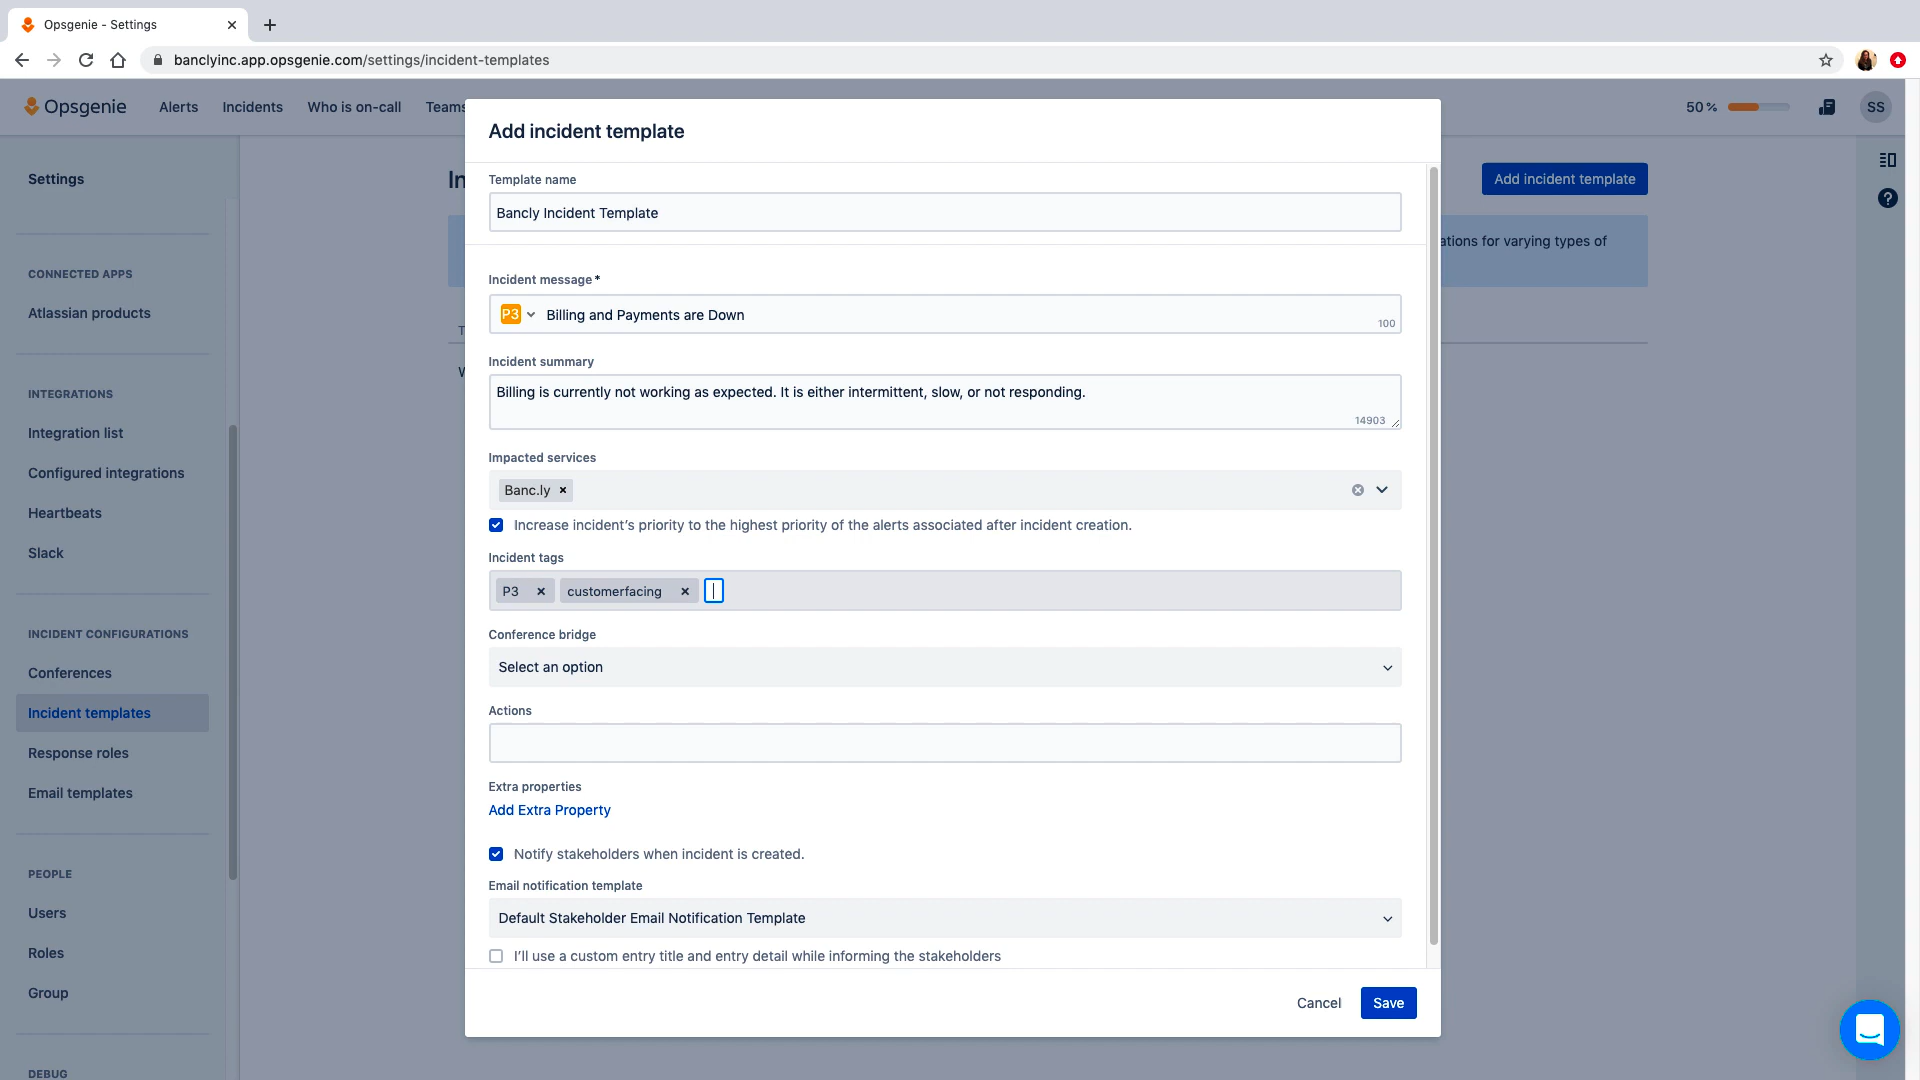 Opsgenie - Settings
banclyinc.app.opsgenie.com/settings/incident-templates
Opsgenie
Alerts
Incidents
Who is on-call
Teams
50 %
SS
Settings
CONNECTED APPS
Atlassian products
INTEGRATIONS
Integration list
Configured integrations
Heartbeats
Slack
INCIDENT CONFIGURATIONS
Conferences
Incident templates
Response roles
Email templates
PEOPLE
Users
Roles
Group
DEBUG
Add incident template
ations for varying types of
Add incident template
Template name
Bancly Incident Template
Incident message*
P3 Billing and Payments are Down
100
Incident summary
Billing is currently not working as expected. It is either intermittent, slow, or not responding.
14903
Impacted services
Banc.ly
Increase incident's priority to the highest priority of the alerts associated after incident creation.
Incident tags
P3 customerfacing
Conference bridge
Select an option
Actions
Extra properties
Add Extra Property
Notify stakeholders when incident is created.
Email notification template
Default Stakeholder Email Notification Template
I'll use a custom entry title and entry detail while informing the stakeholders
Cancel
Save